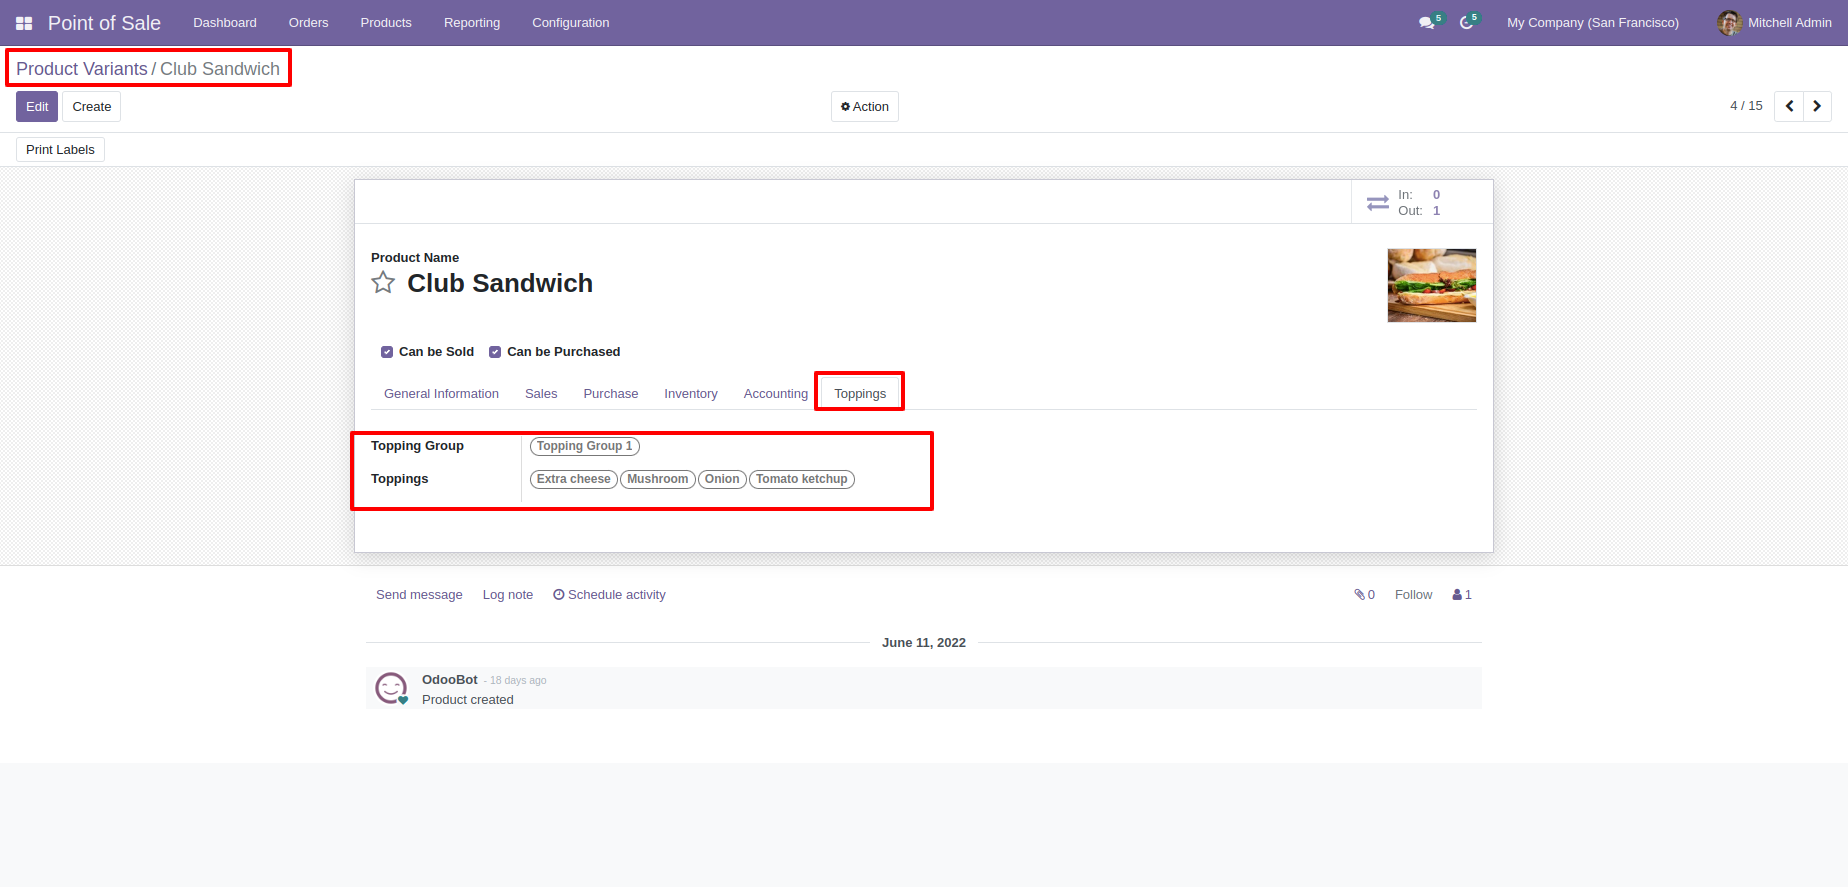 Point of Sale Dashboard Orders Products Reporting Configuration 5 5 My Company (San Francisco) Mitchell Admin
Product Variants / Club Sandwich
Edit Create Action 4 / 15
Print Labels
In: 0
Out: 1
Product Name
Club Sandwich
Can be Sold Can be Purchased
General Information Sales Purchase Inventory Accounting Toppings
Topping Group Topping Group 1
Toppings Extra cheese Mushroom Onion Tomato ketchup
Send message Log note Schedule activity 0 Follow 1
June 11, 2022
OdooBot - 18 days ago
Product created